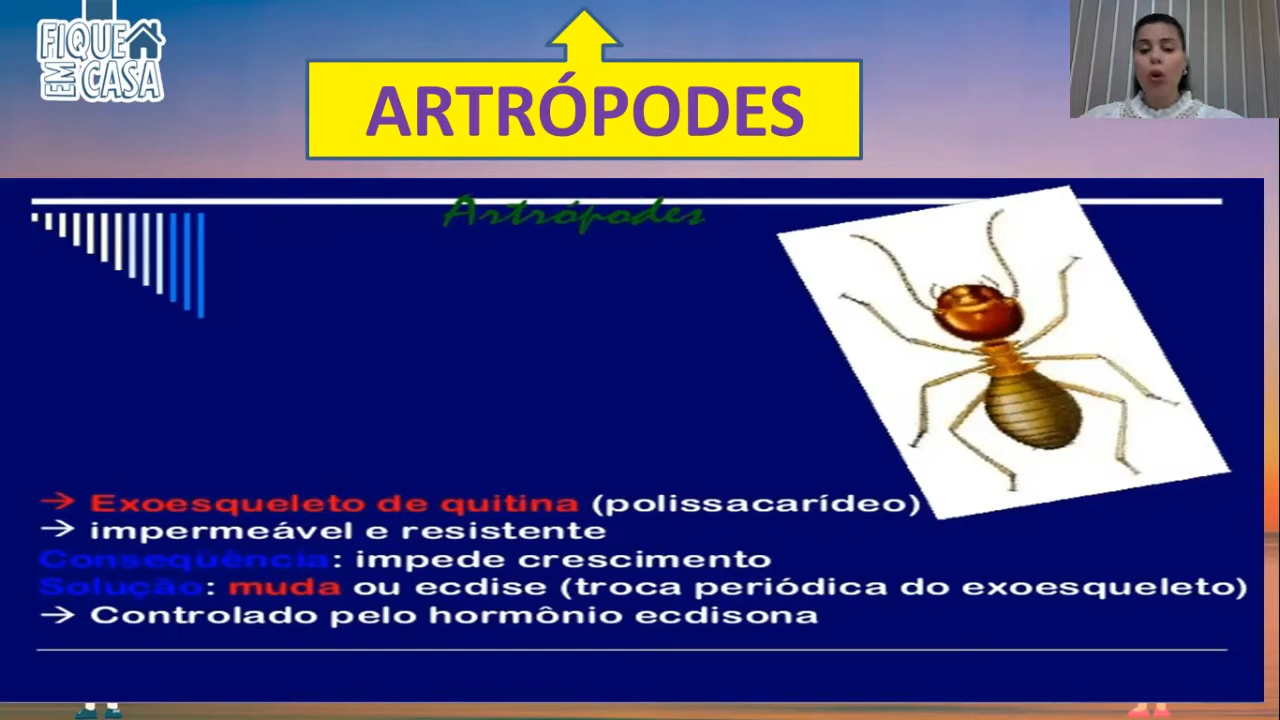 FIQUE
EM CASA
ARTRÓPODES
Artrópodes
→ Exoesqueleto de quitina (polissacarídeo)
→ impermeável e resistente
Conseqüência: impede crescimento
Solução: muda ou ecdise (troca periódica do exoesqueleto)
→ Controlado pelo hormônio ecdisona